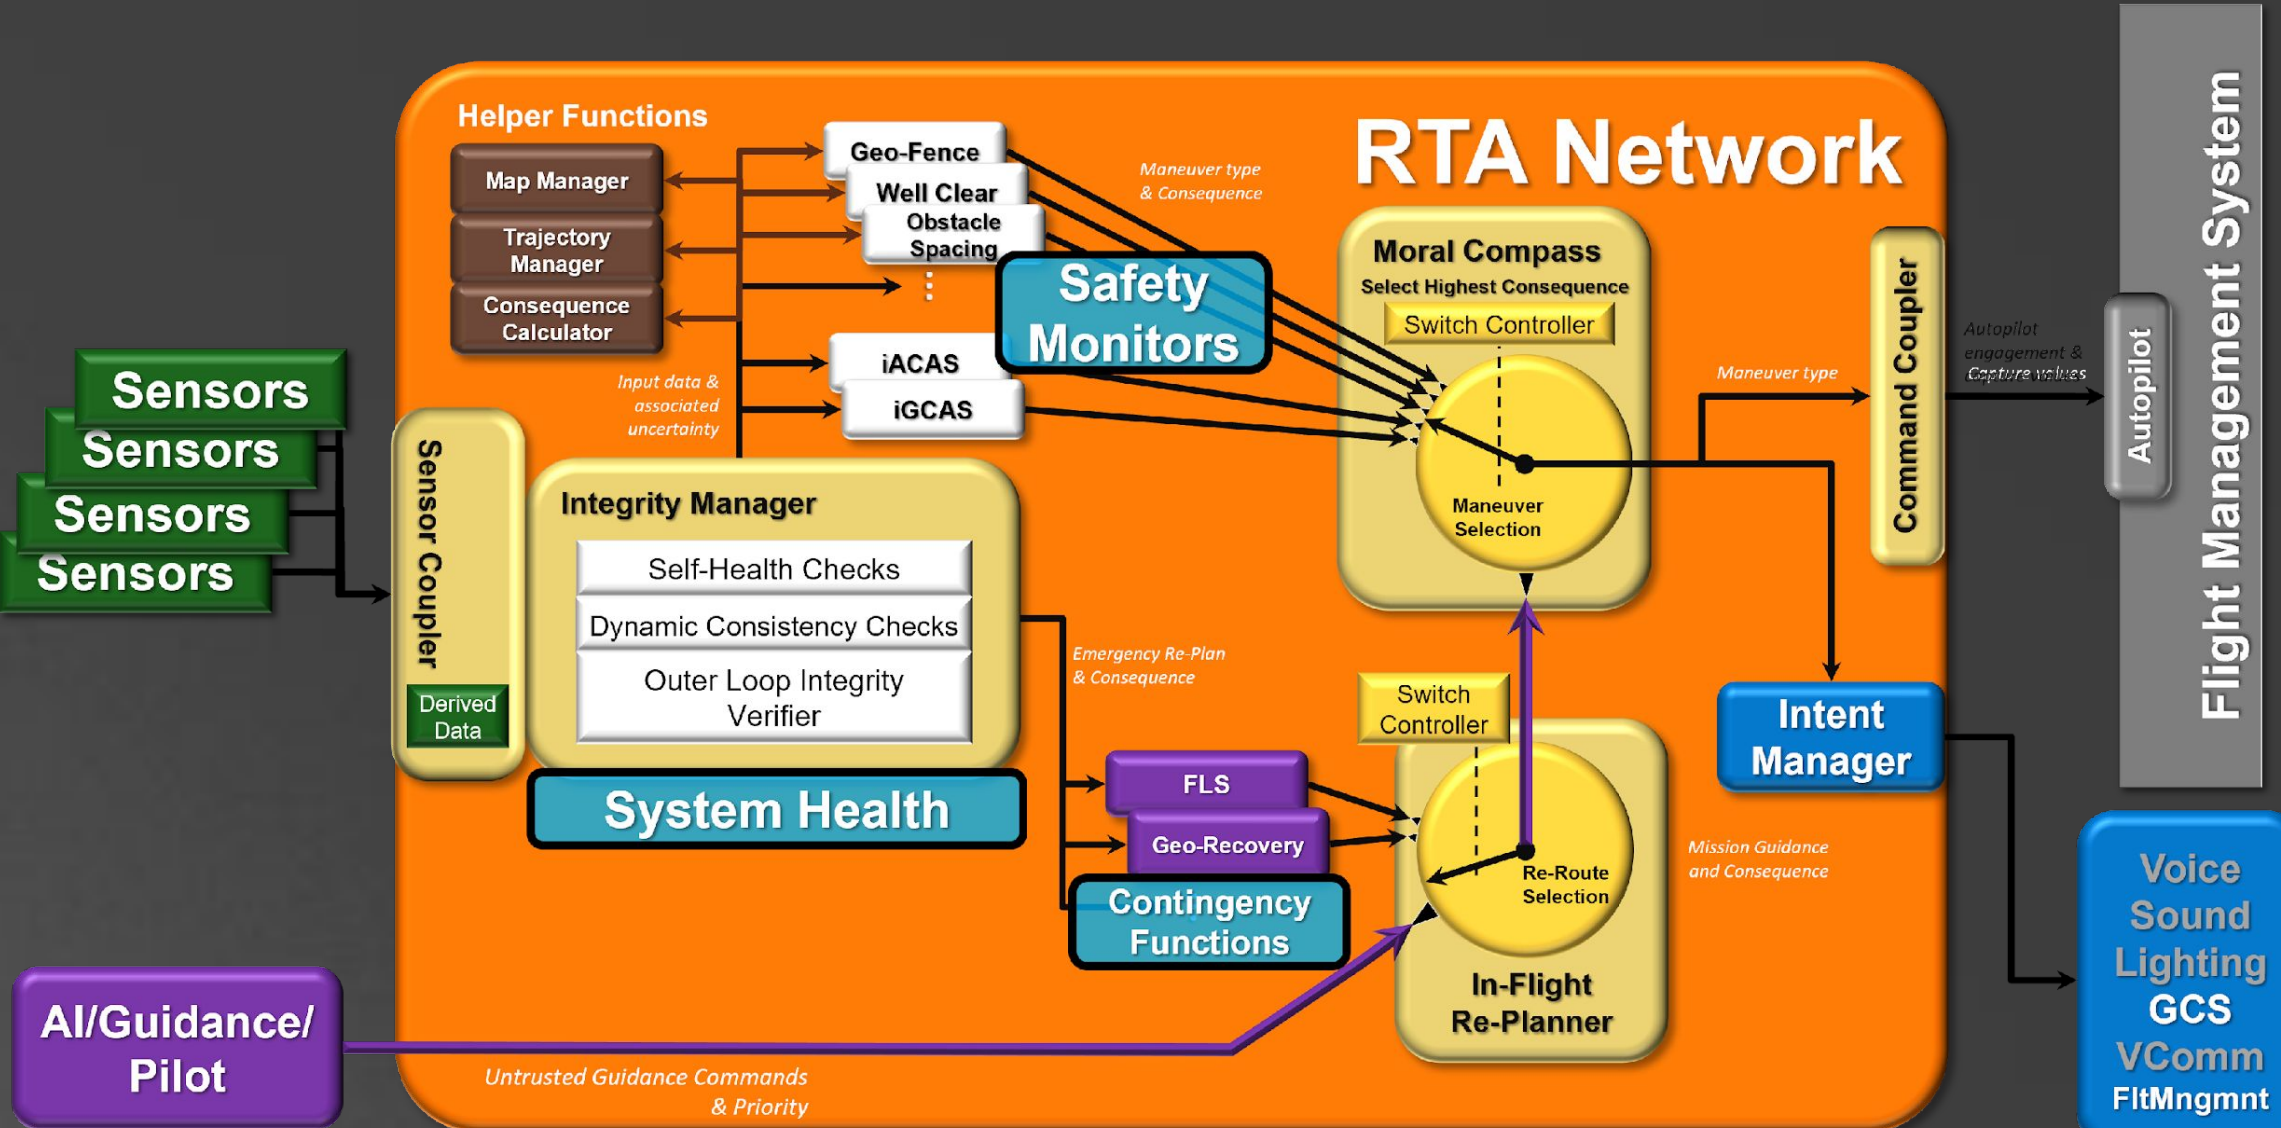 RTA Network
Helper Functions
Map Manager
Trajectory
Manager
Consequence
Calculator
Geo-Fence
Well Clear
Obstacle
Spacing
iACAS
iGCAS
Safety
Monitors
Maneuver type
& Consequence
Input data &
associated
uncertainty
Sensors
Sensors
Sensors
Sensors
Sensor Coupler
Derived
Data
Integrity Manager
Self-Health Checks
Dynamic Consistency Checks
Outer Loop Integrity
Verifier
System Health
Emergency Re-Plan
& Consequence
FLS
Geo-Recovery
Contingency
Functions
AI/Guidance/
Pilot
Untrusted Guidance Commands
& Priority
Moral Compass
Select Highest Consequence
Switch Controller
Maneuver
Selection
Switch
Controller
Re-Route
Selection
In-Flight
Re-Planner
Mission Guidance
and Consequence
Maneuver type
Command Coupler
Intent
Manager
Autopilot
engagement &
Capture values
Autopilot
Flight Management System
Voice
Sound
Lighting
GCS
VComm
FltMngmnt